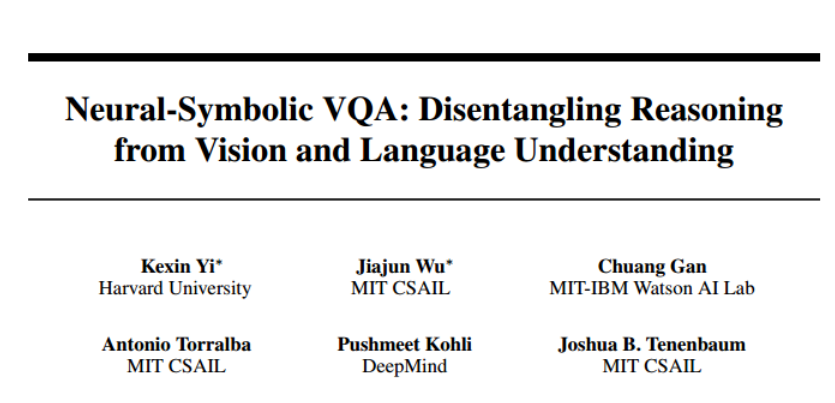 Neural-Symbolic VQA: Disentangling Reasoning
from Vision and Language Understanding
Kexin Yi* Jiajun Wu* Chuang Gan
Harvard University MIT CSAIL MIT-IBM Watson AI Lab
Antonio Torralba Pushmeet Kohli Joshua B. Tenenbaum
MIT CSAIL DeepMind MIT CSAIL